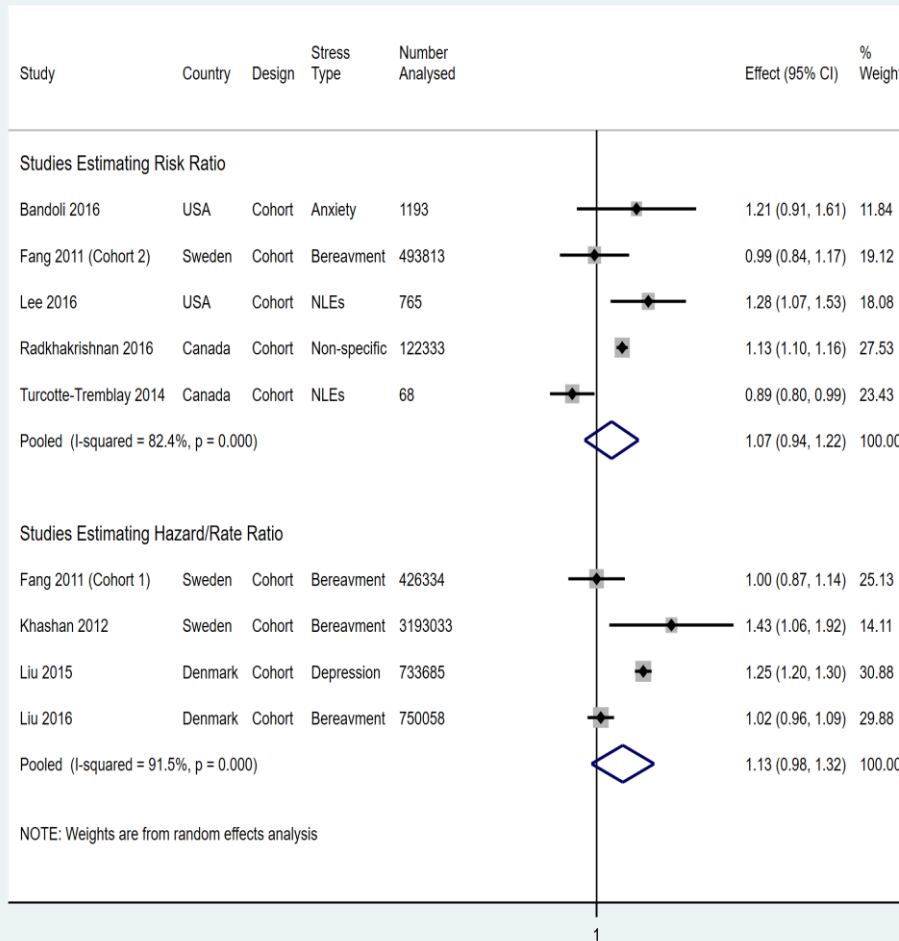 Study Country Design Stress Type Number Analysed Effect (95% CI) % Weigh
Studies Estimating Risk Ratio
Bandoli 2016 USA Cohort Anxiety 1193 1.21 (0.91, 1.61) 11.84
Fang 2011 (Cohort 2) Sweden Cohort Bereavment 493813 0.99 (0.84, 1.17) 19.12
Lee 2016 USA Cohort NLEs 765 1.28 (1.07, 1.53) 18.08
Radkhakrishnan 2016 Canada Cohort Non-specific 122333 1.13 (1.10, 1.16) 27.53
Turcotte-Tremblay 2014 Canada Cohort NLEs 68 0.89 (0.80, 0.99) 23.43
Pooled (I-squared = 82.4%, p = 0.000) 1.07 (0.94, 1.22) 100.00
Studies Estimating Hazard/Rate Ratio
Fang 2011 (Cohort 1) Sweden Cohort Bereavment 426334 1.00 (0.87, 1.14) 25.13
Khashan 2012 Sweden Cohort Bereavment 3193033 1.43 (1.06, 1.92) 14.11
Liu 2015 Denmark Cohort Depression 733685 1.25 (1.20, 1.30) 30.88
Liu 2016 Denmark Cohort Bereavment 750058 1.02 (0.96, 1.09) 29.88
Pooled (I-squared = 91.5%, p = 0.000) 1.13 (0.98, 1.32) 100.00
NOTE: Weights are from random effects analysis
1